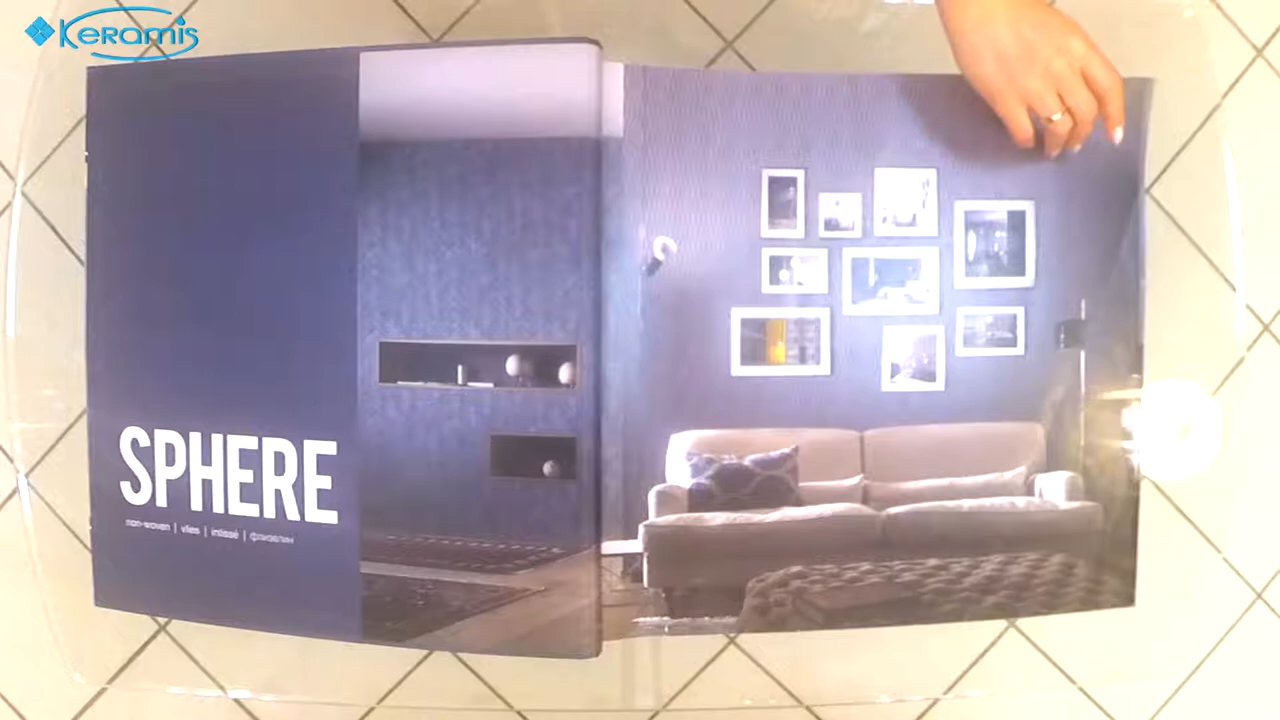 Keramis
SPHERE
non-woven | vlies | intissé | флизелин